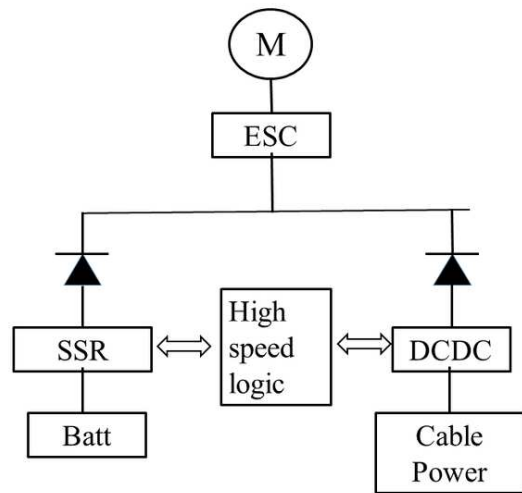 M
ESC
SSR
High
speed
logic
DCDC
Batt
Cable
Power